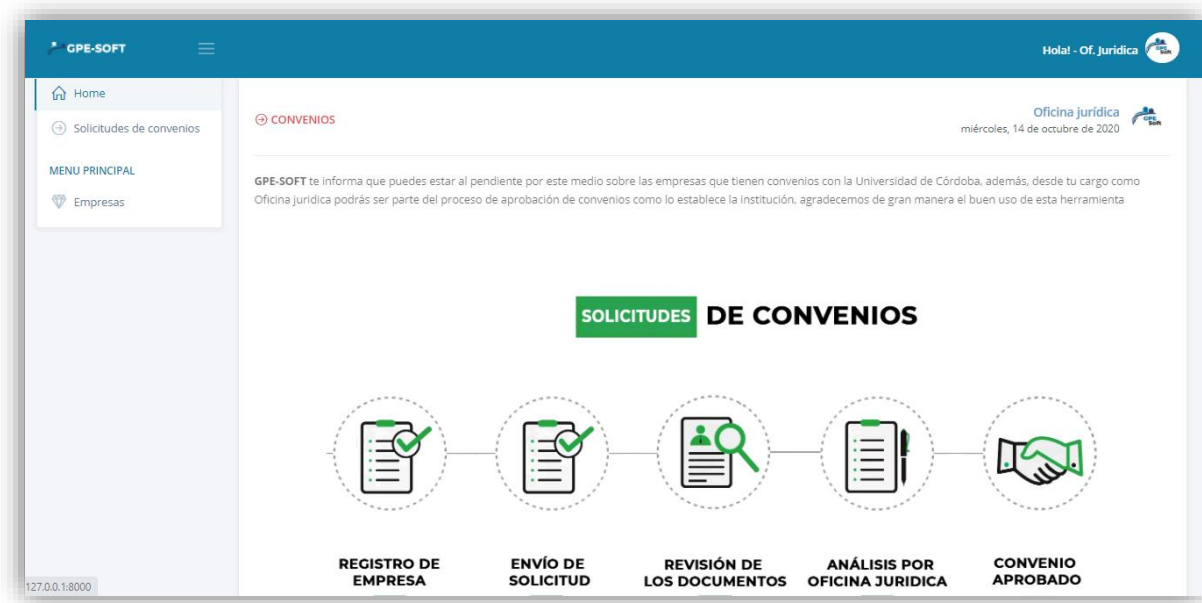 GPE-SOFT
Hola! - Of. Juridica
Home
Solicitudes de convenios
MENU PRINCIPAL
Empresas
CONVENIOS
Oficina jurídica
miércoles, 14 de octubre de 2020
GPE-SOFT te informa que puedes estar al pendiente por este medio sobre las empresas que tienen convenios con la Universidad de Córdoba, además, desde tu cargo como
Oficina juridica podrás ser parte del proceso de aprobación de convenios como lo establece la institución, agradecemos de gran manera el buen uso de esta herramienta
SOLICITUDES DE CONVENIOS
REGISTRO DE
EMPRESA
ENVÍO DE
SOLICITUD
REVISIÓN DE
LOS DOCUMENTOS
ANÁLISIS POR
OFICINA JURIDICA
CONVENIO
APROBADO
127.0.0.1:8000
GPE
Soft